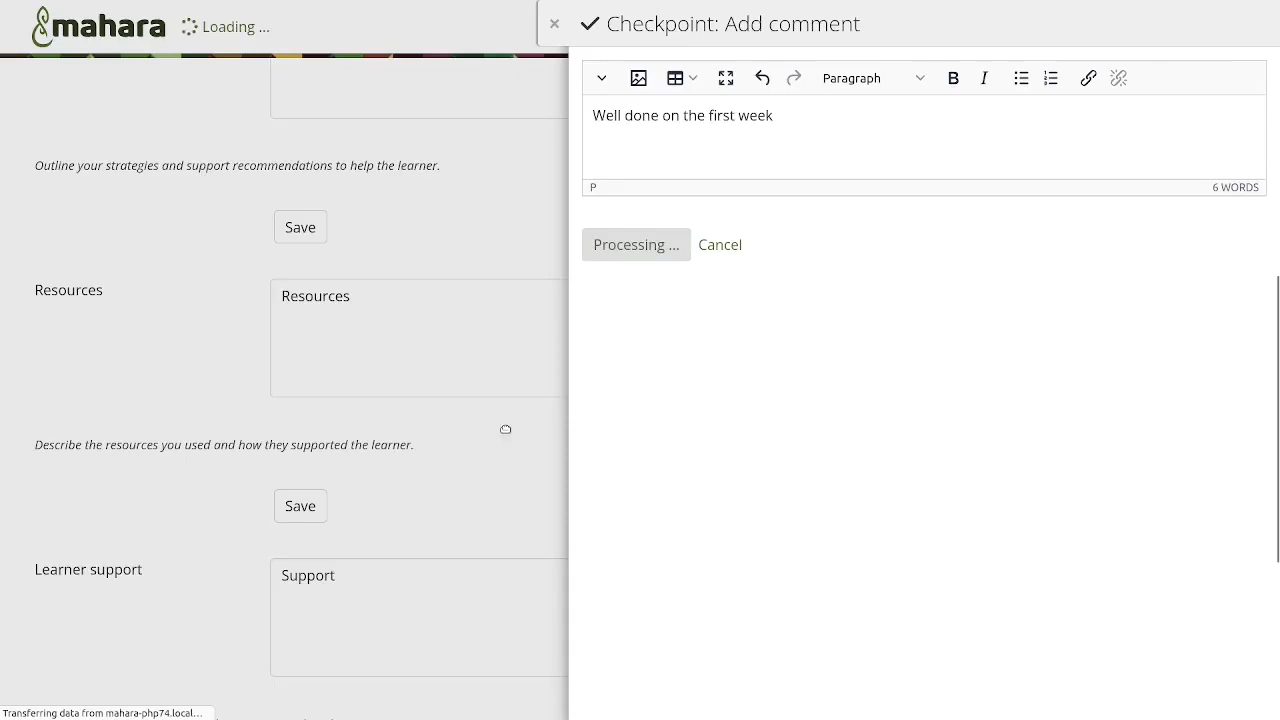 mahara
Loading ...
Checkpoint: Add comment
Paragraph
B
I
Well done on the first week
P
6 WORDS
Processing ...
Cancel
Outline your strategies and support recommendations to help the learner.
Save
Resources
Resources
Describe the resources you used and how they supported the learner.
Save
Learner support
Support
Transferring data from mahara-php74.local...